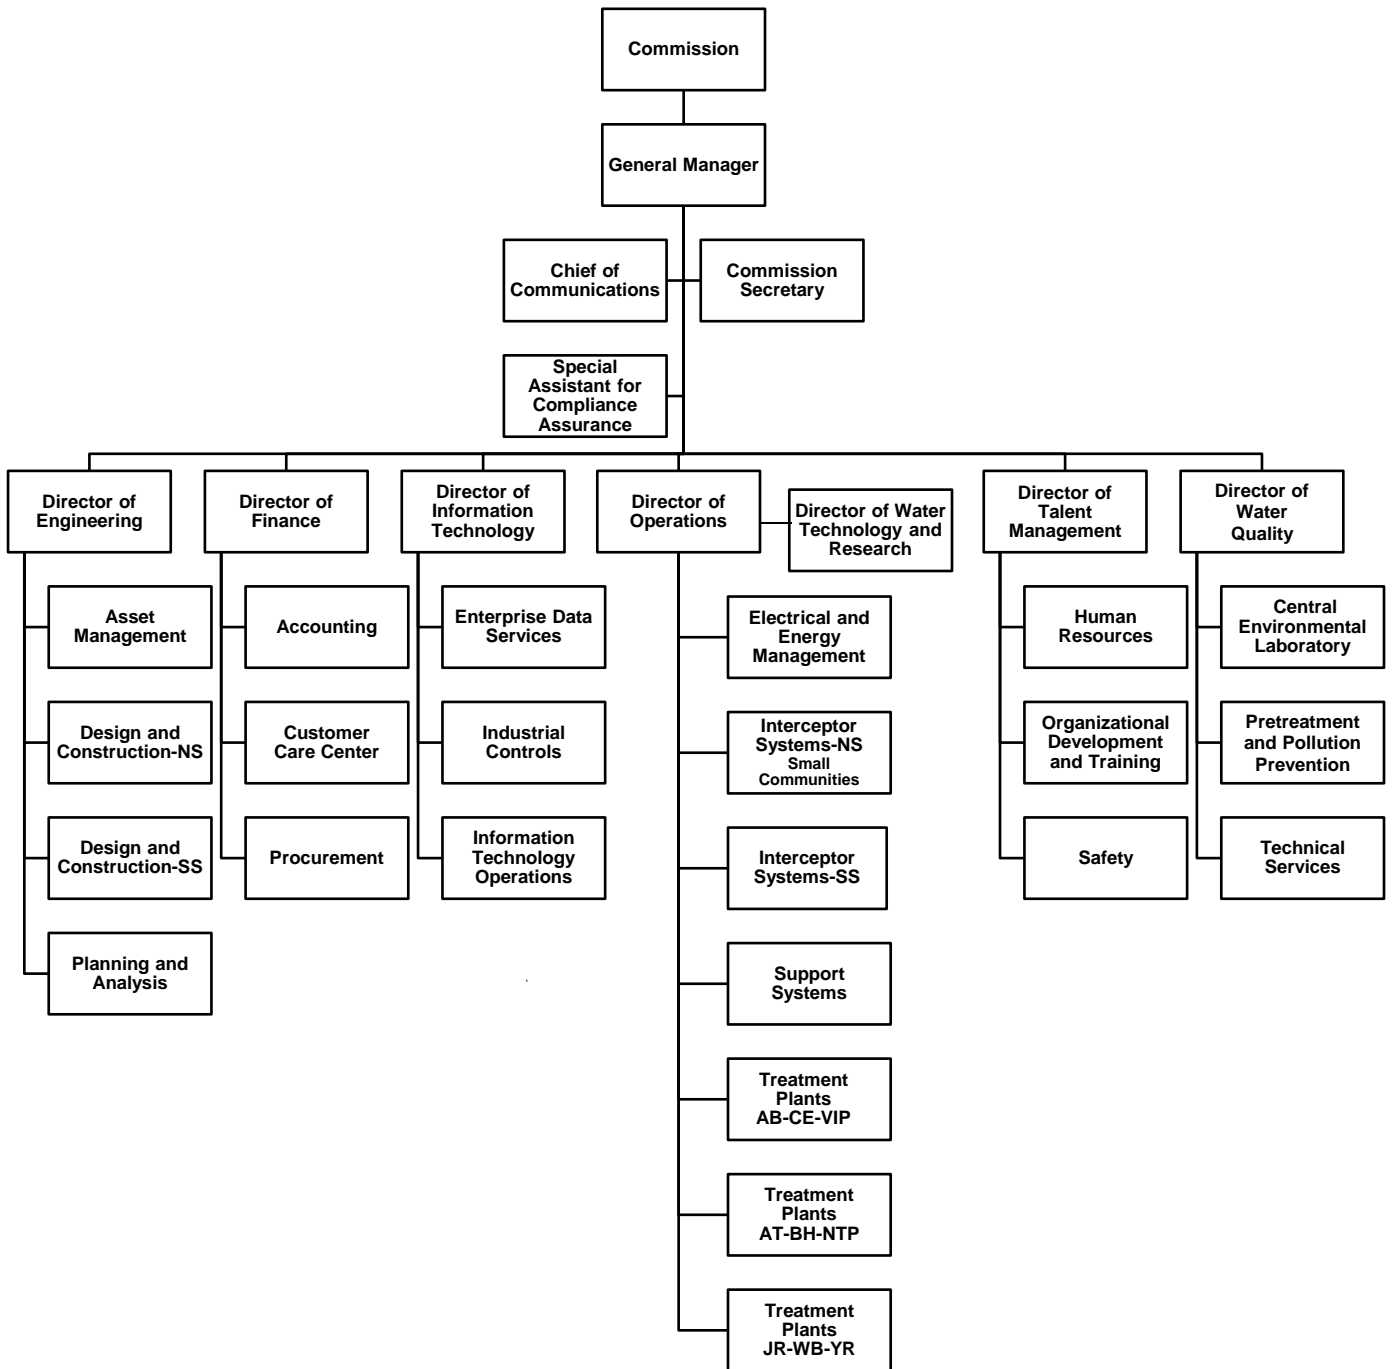 Commission
General Manager
Chief of
Communications
Commission
Secretary
Special
Assistant for
Compliance
Assurance
Director of
Engineering
Director of
Finance
Director of
Information
Technology
Director of
Operations
Director of Water
Technology and
Research
Director of
Talent
Management
Director of
Water
Quality
Asset
Management
Design and
Construction-NS
Design and
Construction-SS
Planning and
Analysis
Accounting
Customer
Care Center
Procurement
Enterprise Data
Services
Industrial
Controls
Information
Technology
Operations
Electrical and
Energy
Management
Interceptor
Systems-NS
Small
Communities
Interceptor
Systems-SS
Support
Systems
Treatment
Plants
AB-CE-VIP
Treatment
Plants
AT-BH-NTP
Treatment
Plants
JR-WB-YR
Human
Resources
Organizational
Development
and Training
Safety
Central
Environmental
Laboratory
Pretreatment
and Pollution
Prevention
Technical
Services